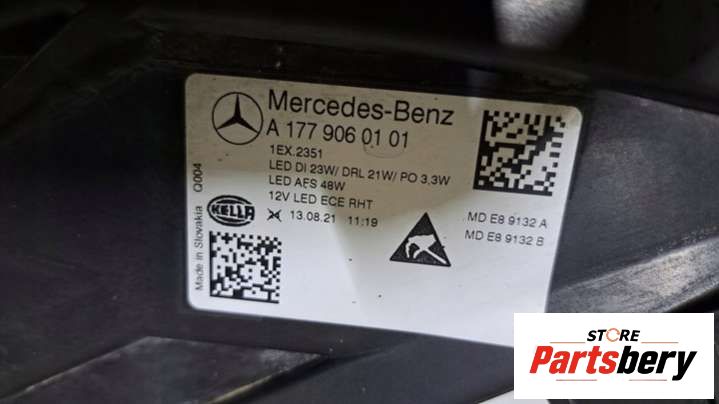 Mercedes-Benz
A 177 906 01 01
1EX.2351
LED DI 23W/ DRL 21W/ PO 3,3W
LED AFS 48W
12V LED ECE RHT
HELLA
13.08.21 11:19
MD E8 9132 A
MD E8 9132 B
Made in Slovakia Q004
STORE
Partsbery